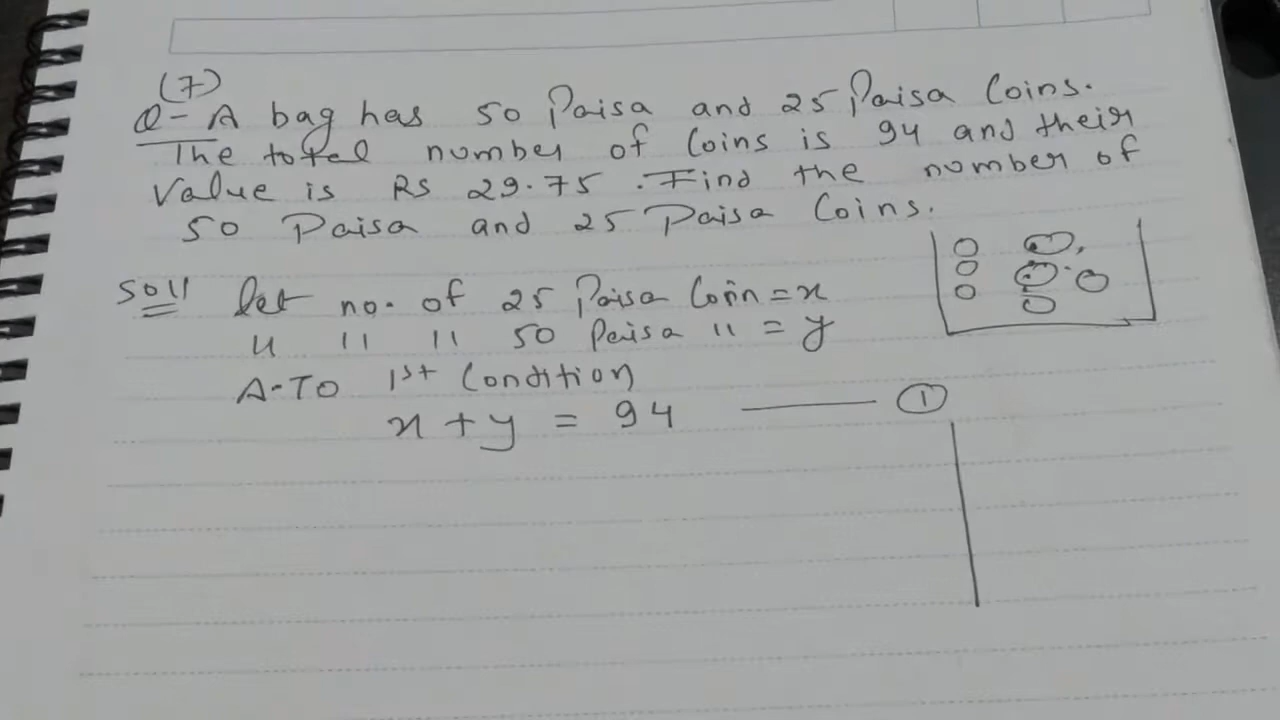 (7)
Q- A bag has 50 Paisa and 25 Paisa Coins.
The total number of Coins is 94 and their
Value is RS 29.75. Find the number of
50 Paisa and 25 Paisa Coins.
Soll let no. of 25 Paisa Coin = x
" " " 50 Paisa " = y
A-TO 1st Condition
x + y = 94 —— ①